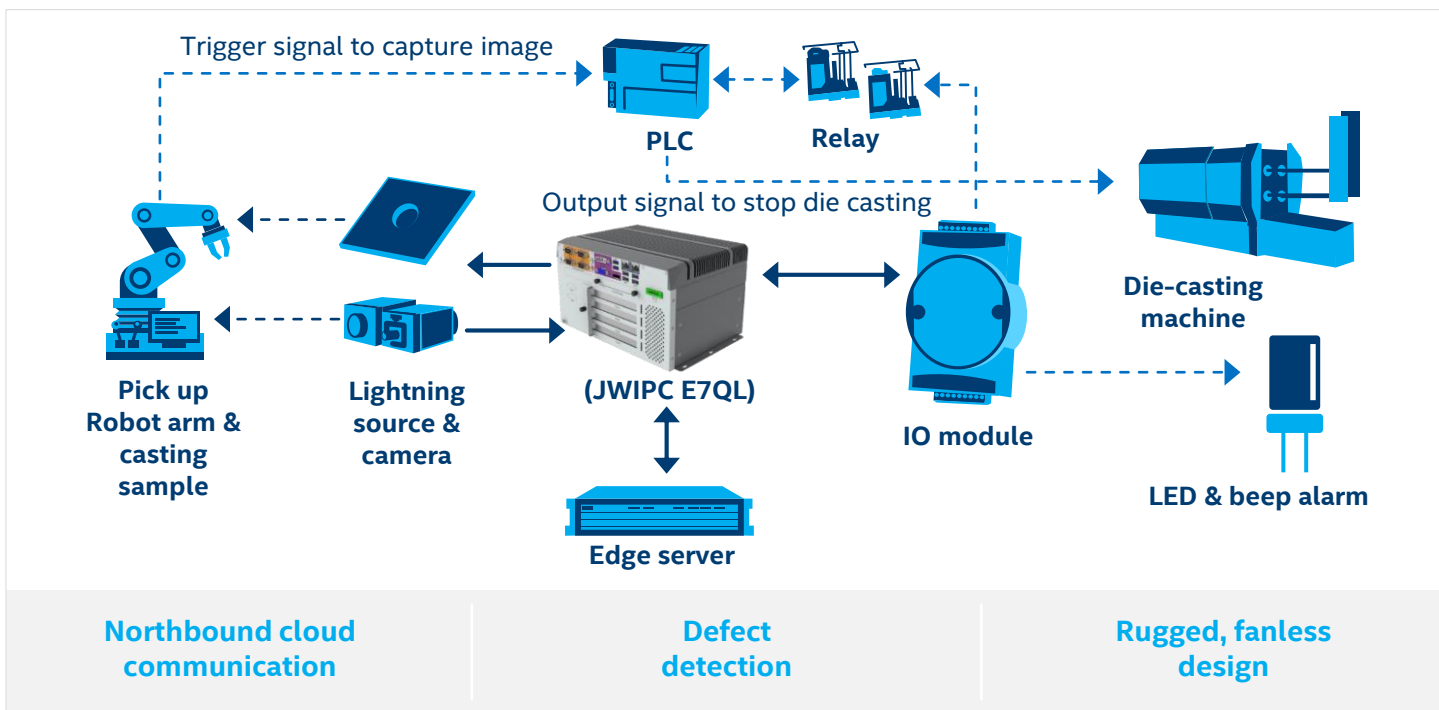 Trigger signal to capture image
PLC
Relay
Output signal to stop die casting
Die-casting
machine
Pick up
Robot arm &
casting
sample
Lightning
source &
camera
(JWIPC E7QL)
IO module
LED & beep alarm
Edge server
Northbound cloud
communication
Defect
detection
Rugged, fanless
design